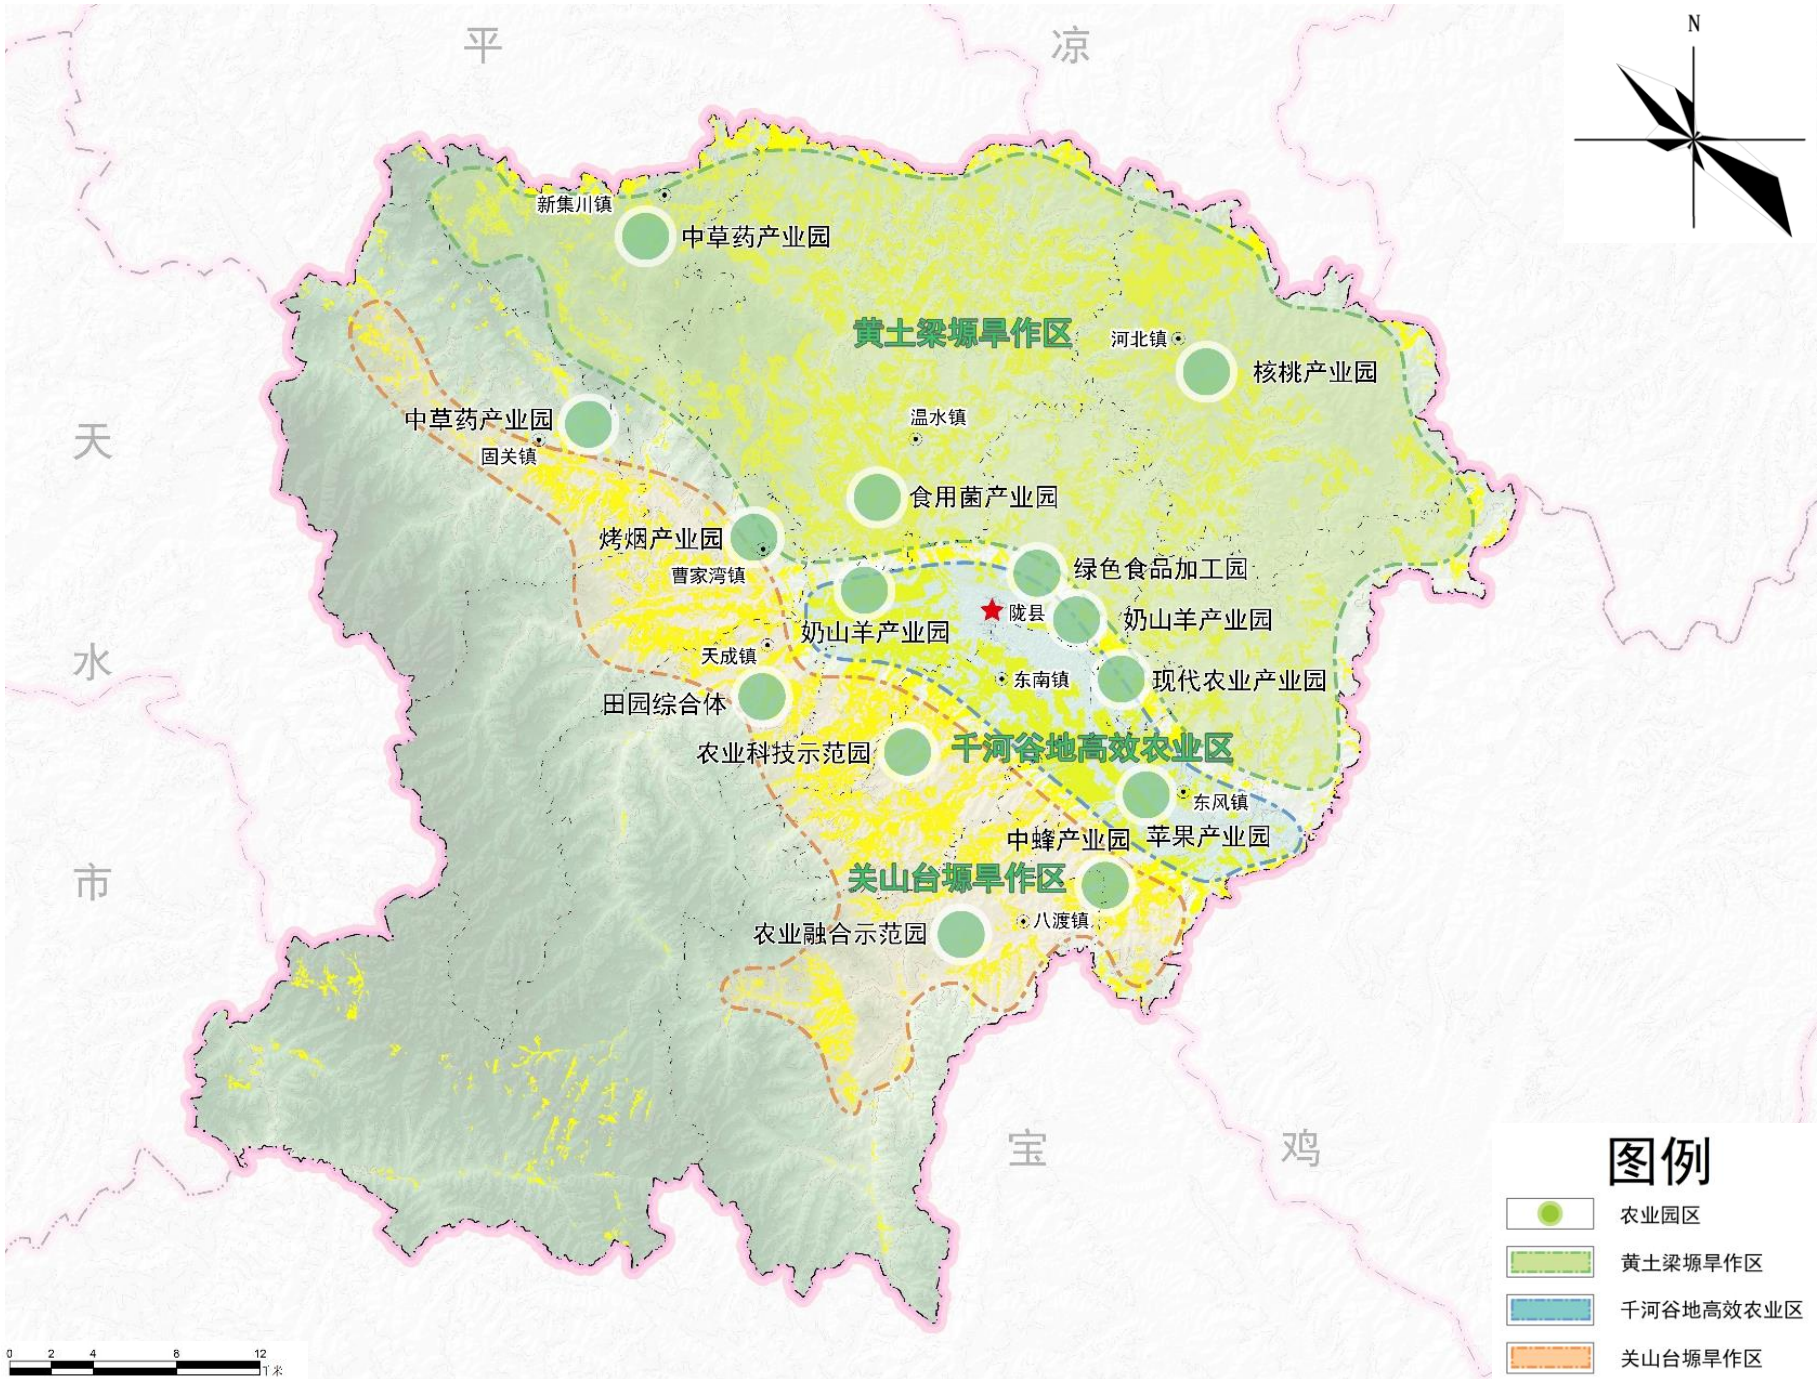 平
凉
N
新集川镇
中草药产业园
黄土梁塬旱作区
河北镇
核桃产业园
中草药产业园
温水镇
天
固关镇
食用菌产业园
烤烟产业园
绿色食品加工园
曹家湾镇
陇县
奶山羊产业园
奶山羊产业园
天成镇
水
东南镇
现代农业产业园
田园综合体
农业科技示范园
千河谷地高效农业区
东风镇
中蜂产业园
苹果产业园
关山台塬旱作区
市
八渡镇
农业融合示范园
宝
鸡
图例
农业园区
黄土梁塬旱作区
千河谷地高效农业区
关山台塬旱作区
0 2 4 8 12
千米